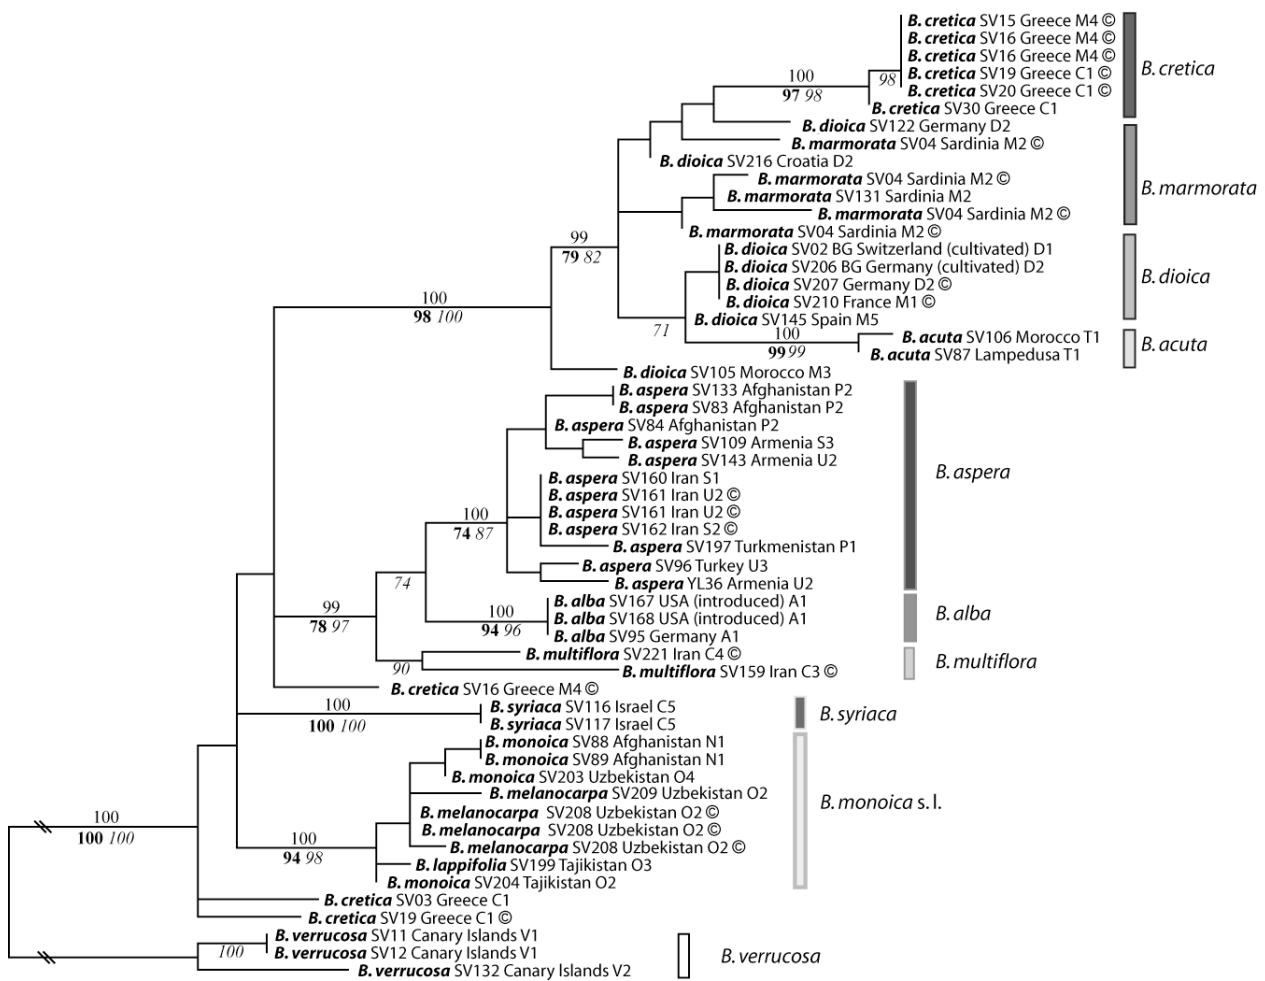 B. cretica SV15 Greece M4 ©
B. cretica SV16 Greece M4 ©
B. cretica SV16 Greece M4 ©
B. cretica SV19 Greece C1 ©
B. cretica SV20 Greece C1 ©
B. cretica SV30 Greece C1
B. cretica
98
100
97 98
B. dioica SV122 Germany D2
B. marmorata SV04 Sardinia M2 ©
B. dioica SV216 Croatia D2
B. marmorata SV04 Sardinia M2 ©
B. marmorata SV131 Sardinia M2
B. marmorata SV04 Sardinia M2 ©
B. marmorata SV04 Sardinia M2 ©
B. marmorata
99
79 82
B. dioica SV02 BG Switzerland (cultivated) D1
B. dioica SV206 BG Germany (cultivated) D2
B. dioica SV207 Germany D2 ©
B. dioica SV210 France M1 ©
B. dioica SV145 Spain M5
B. dioica
71
100
99 99
B. acuta SV106 Morocco T1
B. acuta SV87 Lampedusa T1
B. acuta
100
98 100
B. dioica SV105 Morocco M3
B. aspera SV133 Afghanistan P2
B. aspera SV83 Afghanistan P2
B. aspera SV84 Afghanistan P2
B. aspera SV109 Armenia S3
B. aspera SV143 Armenia U2
B. aspera SV160 Iran S1
B. aspera SV161 Iran U2 ©
B. aspera SV161 Iran U2 ©
B. aspera SV162 Iran S2 ©
B. aspera SV197 Turkmenistan P1
B. aspera SV96 Turkey U3
B. aspera YL36 Armenia U2
B. aspera
100
74 87
74
B. alba SV167 USA (introduced) A1
B. alba SV168 USA (introduced) A1
B. alba SV95 Germany A1
B. alba
100
94 96
99
78 97
B. multiflora SV221 Iran C4 ©
B. multiflora SV159 Iran C3 ©
B. multiflora
90
B. cretica SV16 Greece M4 ©
100
100 100
B. syriaca SV116 Israel C5
B. syriaca SV117 Israel C5
B. syriaca
B. monoica SV88 Afghanistan N1
B. monoica SV89 Afghanistan N1
B. monoica SV203 Uzbekistan O4
B. melanocarpa SV209 Uzbekistan O2
B. melanocarpa SV208 Uzbekistan O2 ©
B. melanocarpa SV208 Uzbekistan O2 ©
B. melanocarpa SV208 Uzbekistan O2 ©
B. lappifolia SV199 Tajikistan O3
B. monoica SV204 Tajikistan O2
B. monoica s. l.
100
94 98
100
100 100
B. cretica SV03 Greece C1
B. cretica SV19 Greece C1 ©
B. verrucosa SV11 Canary Islands V1
B. verrucosa SV12 Canary Islands V1
B. verrucosa SV132 Canary Islands V2
B. verrucosa
100